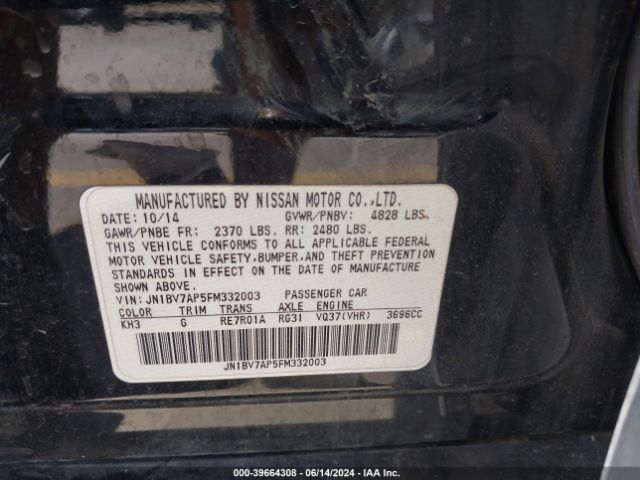 MANUFACTURED BY NISSAN MOTOR CO.,LTD.
DATE: 10/14 GVWR/PNBV: 4828 LBS.
GAWR/PNBE FR: 2370 LBS. RR: 2480 LBS.
THIS VEHICLE CONFORMS TO ALL APPLICABLE FEDERAL
MOTOR VEHICLE SAFETY, BUMPER, AND THEFT PREVENTION
STANDARDS IN EFFECT ON THE DATE OF MANUFACTURE
SHOWN ABOVE.
VIN: JN1BV7AP5FM332003 PASSENGER CAR
COLOR TRIM TRANS AXLE ENGINE
KH3 G RE7R01A RG31 VQ37(VHR) 3696CC
JN1BV7AP5FM332003
000-39664308 - 06/14/2024 - IAA Inc.